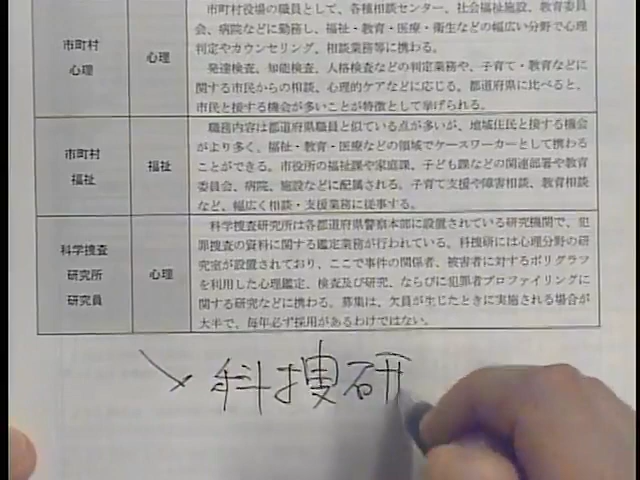 市町村役場の職員として、各種相談センター、社会福祉施設、教育委員
会、病院などに勤務し、福祉・教育・医療・衛生などの幅広い分野で心理
判定やカウンセリング、相談業務等に携わる。
発達検査、知能検査、人格検査などの判定業務や、子育て・教育などに
関する市民からの相談、心理的ケアなどに応じる。都道府県に比べると、
市民と接する機会が多いことが特徴として挙げられる。
市町村
心理
心理
職務内容は都道府県職員と似ている点が多いが、地域住民と接する機会
がより多く、福祉・教育・医療などの領域でケースワーカーとして携わる
ことができる。市役所の福祉課や家庭課、子ども課などの関連部署や教育
委員会、病院、施設などに配属される。子育て支援や障害相談、教育相談
など、幅広く相談・支援業務に従事する。
市町村
福祉
福祉
科学捜査研究所は各都道府県警察本部に設置されている研究機関で、犯
罪捜査の資料に関する鑑定業務が行われている。科捜研には心理分野の研
究室が設置されており、ここで事件の関係者、被害者に対するポリグラフ
を利用した心理鑑定、検査及び研究、ならびに犯罪者プロファイリングに
関する研究などに携わる。募集は、欠員が生じたときに実施される場合が
大半で、毎年必ず採用があるわけではない。
科学捜査
研究所
研究員
心理
科捜研